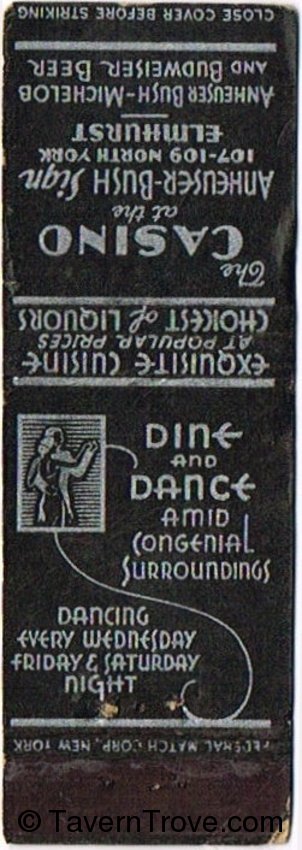 CLOSE COVER BEFORE STRIKING
The
CASINO
at the
ANHEUSER-BUSH Sign
107-109 NORTH YORK
ELMHURST
ANHEUSER BUSH-MICHELOB
AND BUDWEISER BEER
EXQUISITE CUISINE
AT POPULAR PRICES
CHOICEST of LIQUORS
DINE
AND
DANCE
AMID
CONGENIAL
SURROUNDINGS
DANCING
EVERY WEDNESDAY
FRIDAY & SATURDAY
NIGHT
FEDERAL MATCH CORP. NEW YORK
© TavernTrove.com